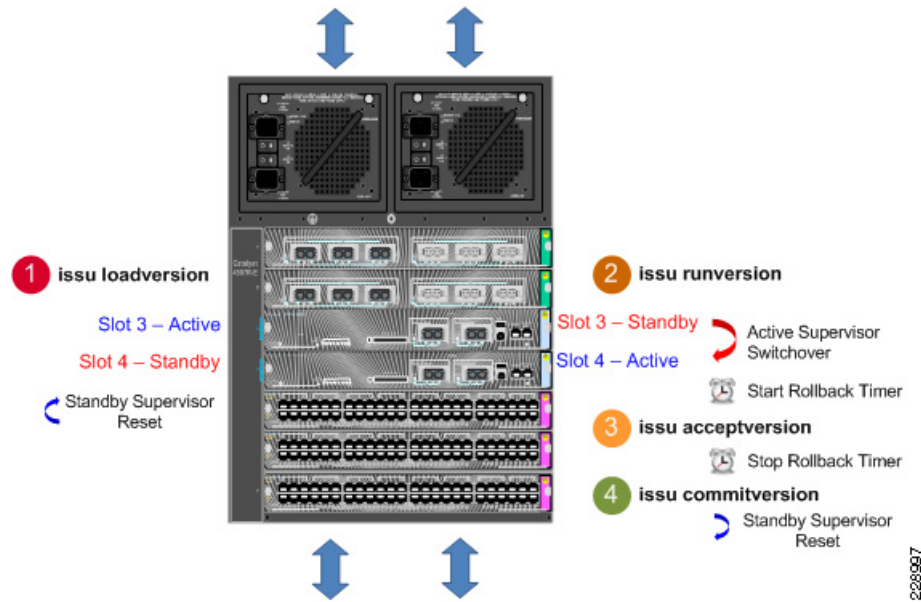 1 issu loadversion
Slot 3 – Active
Slot 4 – Standby
Standby Supervisor
Reset
Catalyst
4507R-E
2 issu runversion
Slot 3 – Standby
Slot 4 – Active
Active Supervisor
Switchover
Start Rollback Timer
3 issu acceptversion
Stop Rollback Timer
4 issu commitversion
Standby Supervisor
Reset
228997